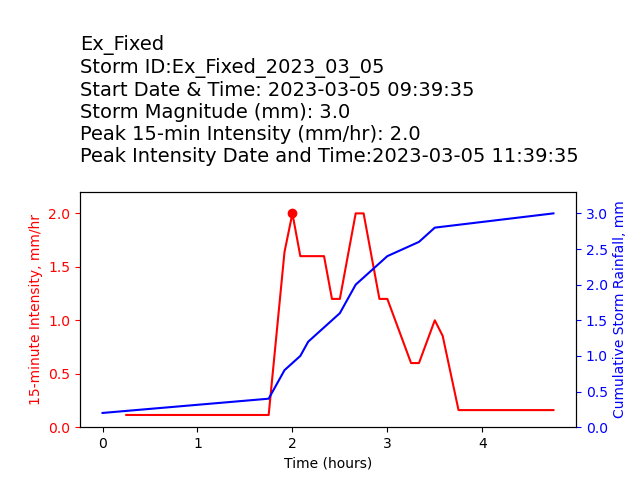 Ex_Fixed
Storm ID:Ex_Fixed_2023_03_05
Start Date & Time: 2023-03-05 09:39:35
Storm Magnitude (mm): 3.0
Peak 15-min Intensity (mm/hr): 2.0
Peak Intensity Date and Time:2023-03-05 11:39:35
15-minute Intensity, mm/hr
2.0
1.5
1.0
0.5
0.0
3.0
2.5
2.0
1.5
1.0
0.5
0.0
Cumulative Storm Rainfall, mm
0 1 2 3 4
Time (hours)